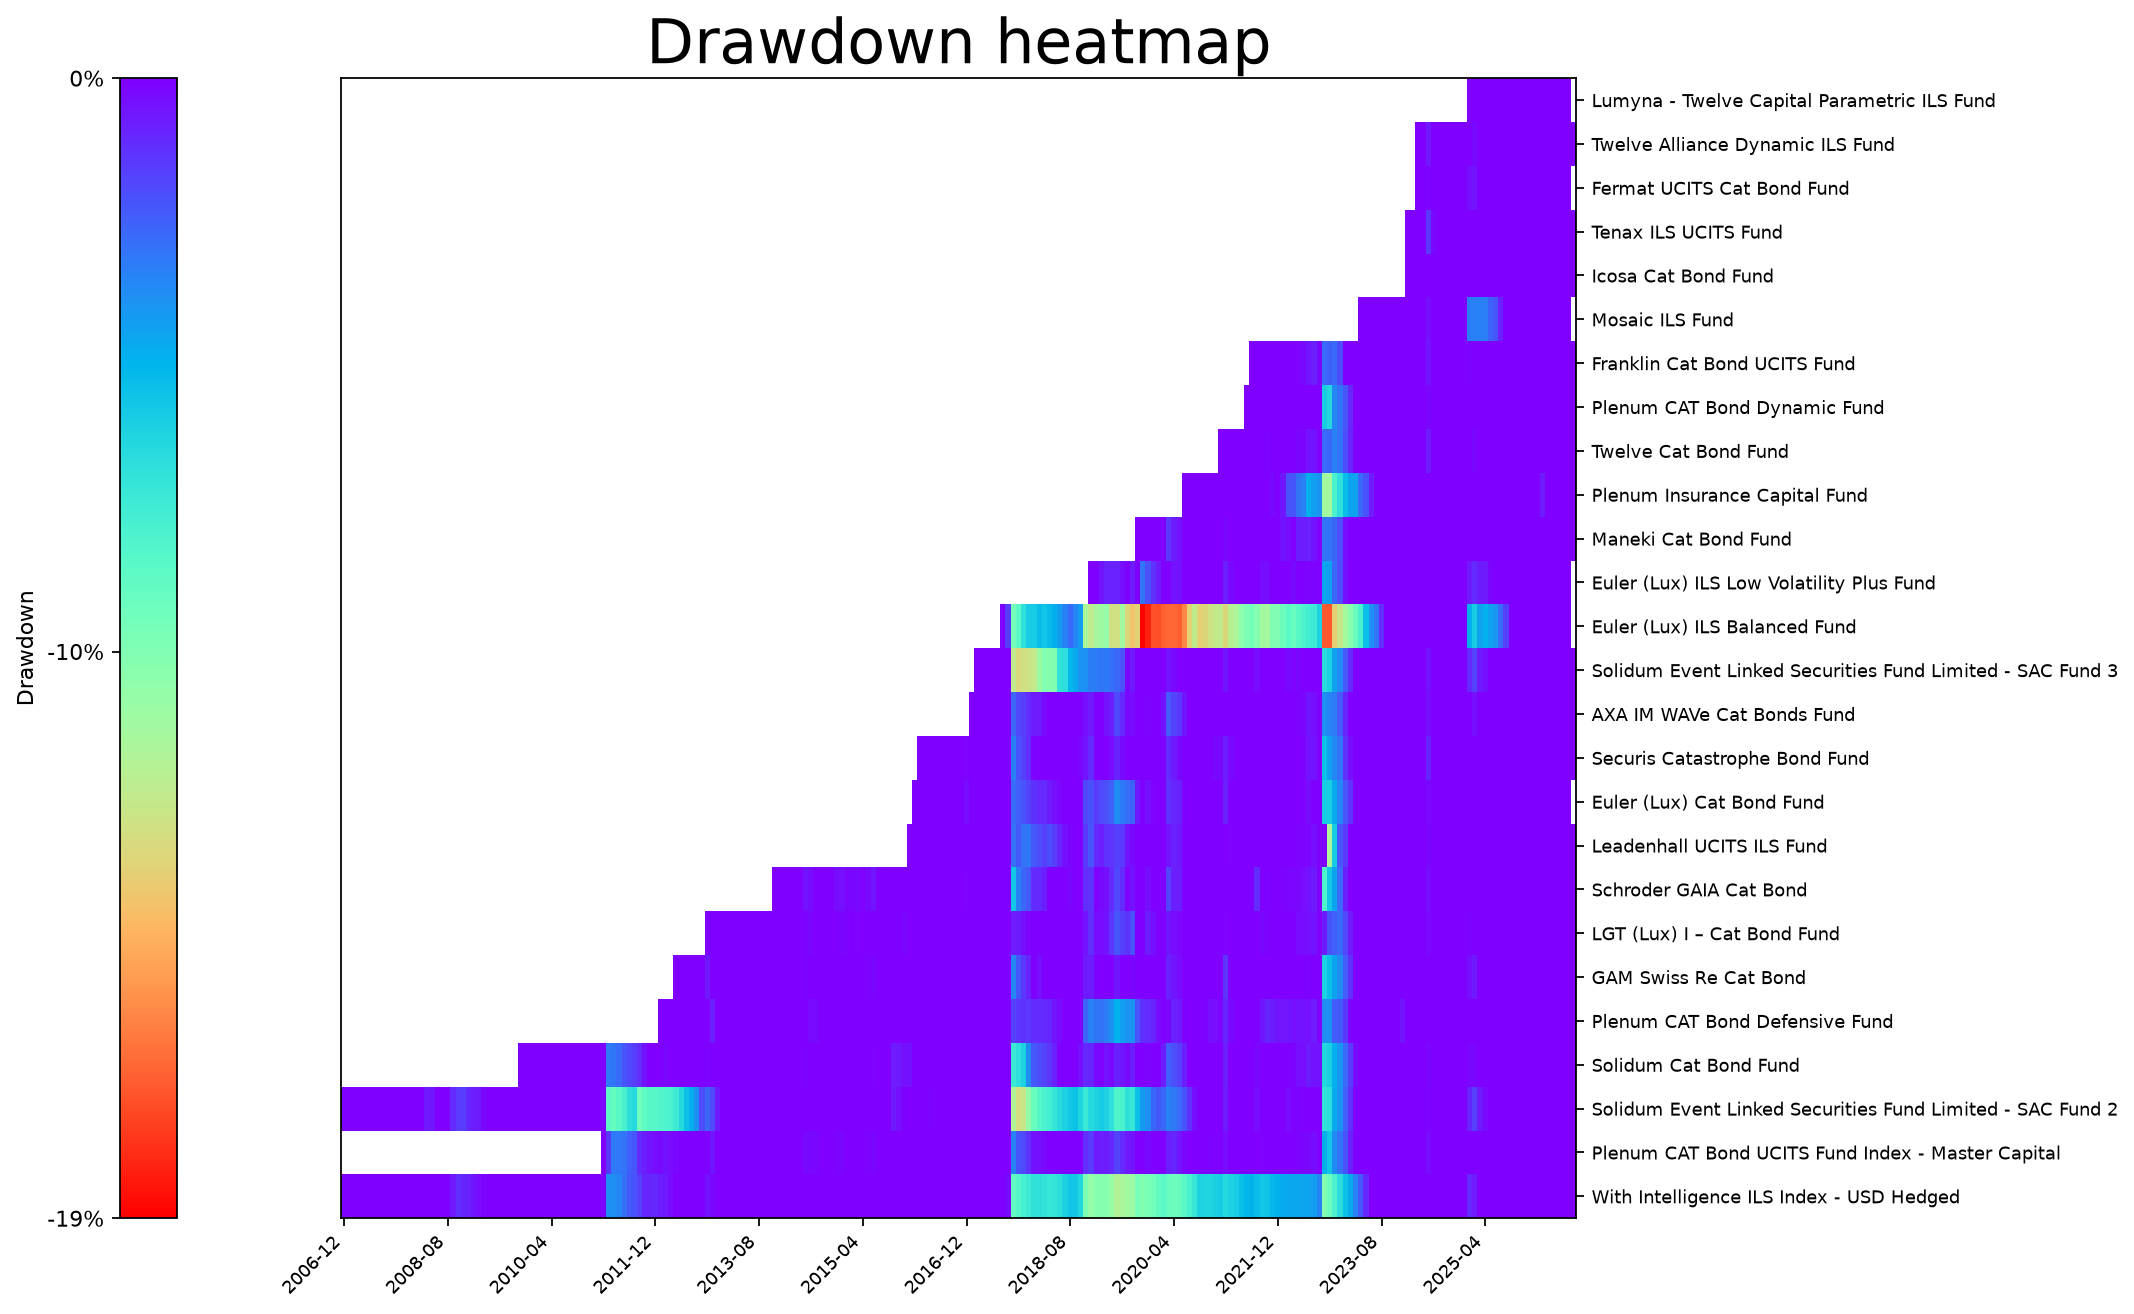 Drawdown heatmap
0%
-10%
-19%
Drawdown
Lumyna - Twelve Capital Parametric ILS Fund
Twelve Alliance Dynamic ILS Fund
Fermat UCITS Cat Bond Fund
Tenax ILS UCITS Fund
Icosa Cat Bond Fund
Mosaic ILS Fund
Franklin Cat Bond UCITS Fund
Plenum CAT Bond Dynamic Fund
Twelve Cat Bond Fund
Plenum Insurance Capital Fund
Maneki Cat Bond Fund
Euler (Lux) ILS Low Volatility Plus Fund
Euler (Lux) ILS Balanced Fund
Solidum Event Linked Securities Fund Limited - SAC Fund 3
AXA IM WAVe Cat Bonds Fund
Securis Catastrophe Bond Fund
Euler (Lux) Cat Bond Fund
Leadenhall UCITS ILS Fund
Schroder GAIA Cat Bond
LGT (Lux) I – Cat Bond Fund
GAM Swiss Re Cat Bond
Plenum CAT Bond Defensive Fund
Solidum Cat Bond Fund
Solidum Event Linked Securities Fund Limited - SAC Fund 2
Plenum CAT Bond UCITS Fund Index - Master Capital
With Intelligence ILS Index - USD Hedged
2006-12
2008-08
2010-04
2011-12
2013-08
2015-04
2016-12
2018-08
2020-04
2021-12
2023-08
2025-04